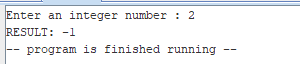 Enter an integer number : 2
RESULT: -1
-- program is finished running --